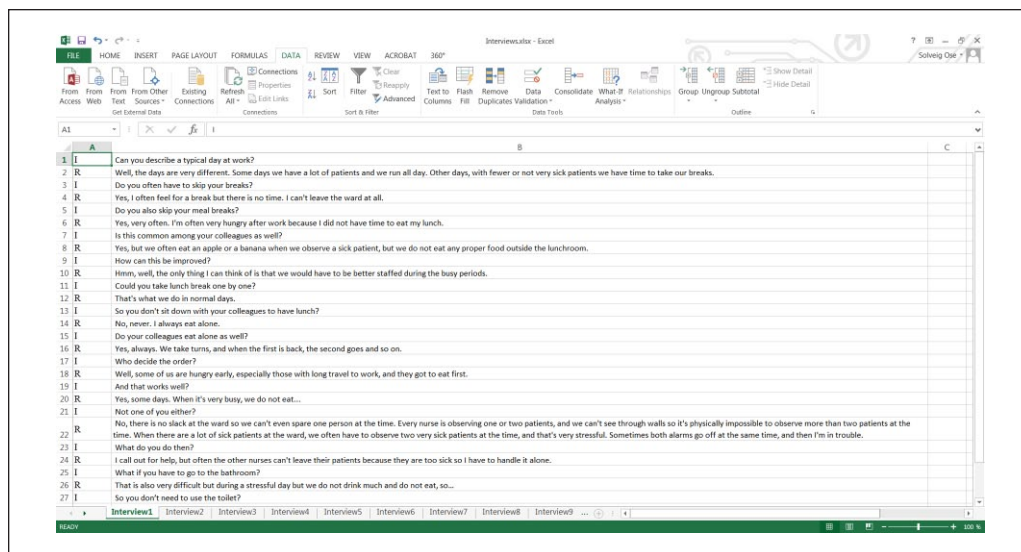 Interviews.xlsx - Excel
FILE HOME INSERT PAGE LAYOUT FORMULAS DATA REVIEW VIEW ACROBAT 360° Solveig Ose
From Access
From Web
From Text
From Other Sources
Existing Connections
Get External Data
Refresh All
Connections
Properties
Edit Links
Connections
Sort
Filter
Clear
Reapply
Advanced
Sort & Filter
Text to Columns
Flash Fill
Remove Duplicates
Data Validation
Consolidate
What-If Analysis
Relationships
Data Tools
Group
Ungroup
Subtotal
Show Detail
Hide Detail
Outline
A1 fx I
A B C
1 I Can you describe a typical day at work?
2 R Well, the days are very different. Some days we have a lot of patients and we run all day. Other days, with fewer or not very sick patients we have time to take our breaks.
3 I Do you often have to skip your breaks?
4 R Yes, I often feel for a break but there is no time. I can't leave the ward at all.
5 I Do you also skip your meal breaks?
6 R Yes, very often. I'm often very hungry after work because I did not have time to eat my lunch.
7 I Is this common among your colleagues as well?
8 R Yes, but we often eat an apple or a banana when we observe a sick patient, but we do not eat any proper food outside the lunchroom.
9 I How can this be improved?
10 R Hmm, well, the only thing I can think of is that we would have to be better staffed during the busy periods.
11 I Could you take lunch break one by one?
12 R That's what we do in normal days.
13 I So you don't sit down with your colleagues to have lunch?
14 R No, never. I always eat alone.
15 I Do your colleagues eat alone as well?
16 R Yes, always. We take turns, and when the first is back, the second goes and so on.
17 I Who decide the order?
18 R Well, some of us are hungry early, especially those with long travel to work, and they got to eat first.
19 I And that works well?
20 R Yes, some days. When it's very busy, we do not eat...
21 I Not one of you either?
22 R No, there is no slack at the ward so we can't even spare one person at the time. Every nurse is observing one or two patients, and we can't see through walls so it's physically impossible to observe more than two patients at the
time. When there are a lot of sick patients at the ward, we often have to observe two very sick patients at the time, and that's very stressful. Sometimes both alarms go off at the same time, and then I'm in trouble.
23 I What do you do then?
24 R I call out for help, but often the other nurses can't leave their patients because they are too sick so I have to handle it alone.
25 I What if you have to go to the bathroom?
26 R That is also very difficult but during a stressful day but we do not drink much and do not eat, so...
27 I So you don't need to use the toilet?
Interview1 Interview2 Interview3 Interview4 Interview5 Interview6 Interview7 Interview8 Interview9 ...
READY 100 %